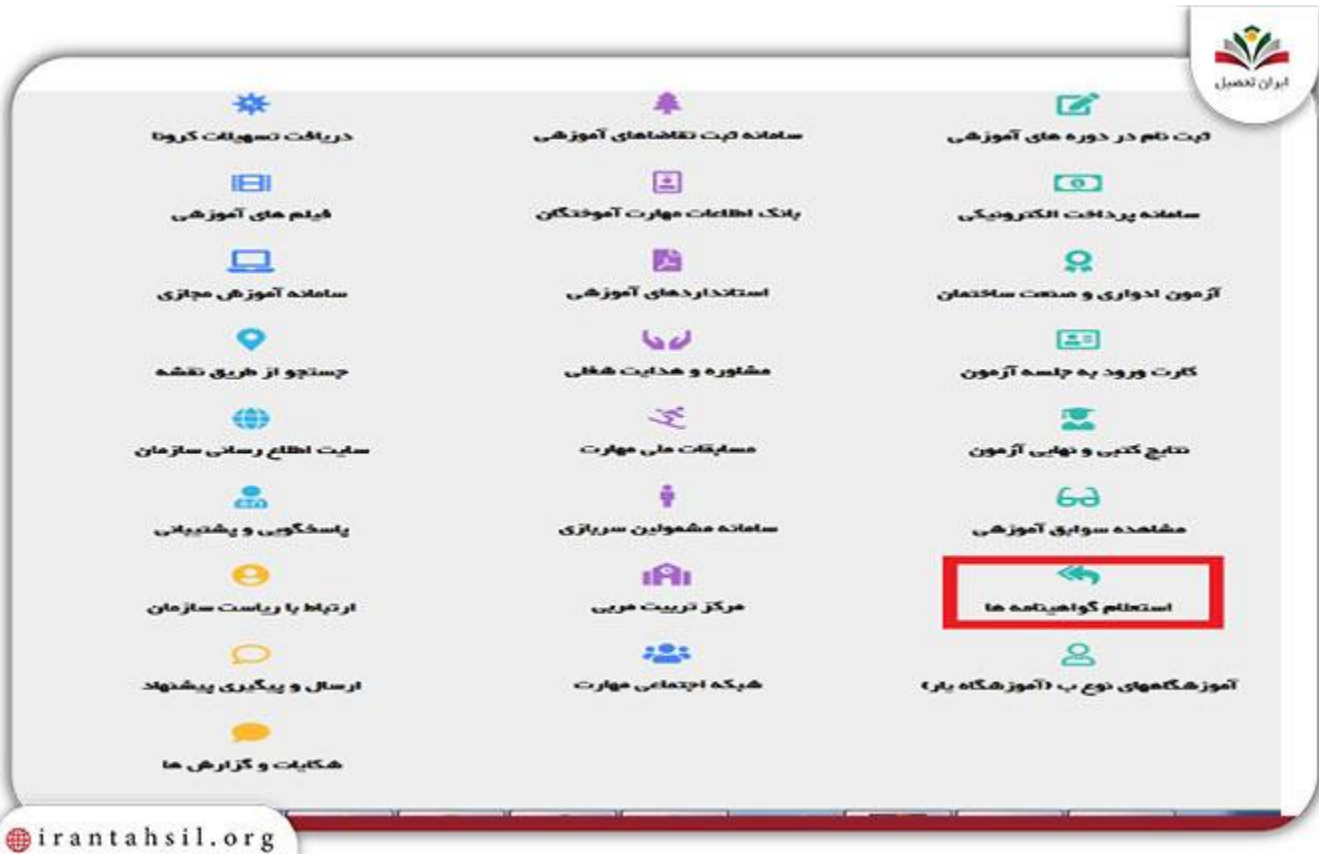 ایران تحصیل
ثبت نام در دوره های آموزشی
سامانه ثبت تقاضاهای آموزشی
دریافت تسهیلات کرونا
سامانه پرداخت الکترونیکی
بانک اطلاعات مهارت آموختگان
فیلم های آموزشی
آزمون ادواری و صنعت ساختمان
استانداردهای آموزشی
سامانه آموزش مجازی
کارت ورود به جلسه آزمون
مشاوره و هدایت شغلی
جستجو از طریق نقشه
نتایج کتبی و نهایی آزمون
مسابقات ملی مهارت
سایت اطلاع رسانی سازمان
مشاهده سوابق آموزشی
سامانه مشمولین سربازی
پاسخگویی و پشتیبانی
استعلام گواهینامه ها
مرکز تربیت مربی
ارتباط با ریاست سازمان
آموزشگاههای نوع ب (آموزشگاه یار)
شبکه اجتماعی مهارت
ارسال و پیگیری پیشنهاد
شکایات و گزارش ها
irantahsil.org